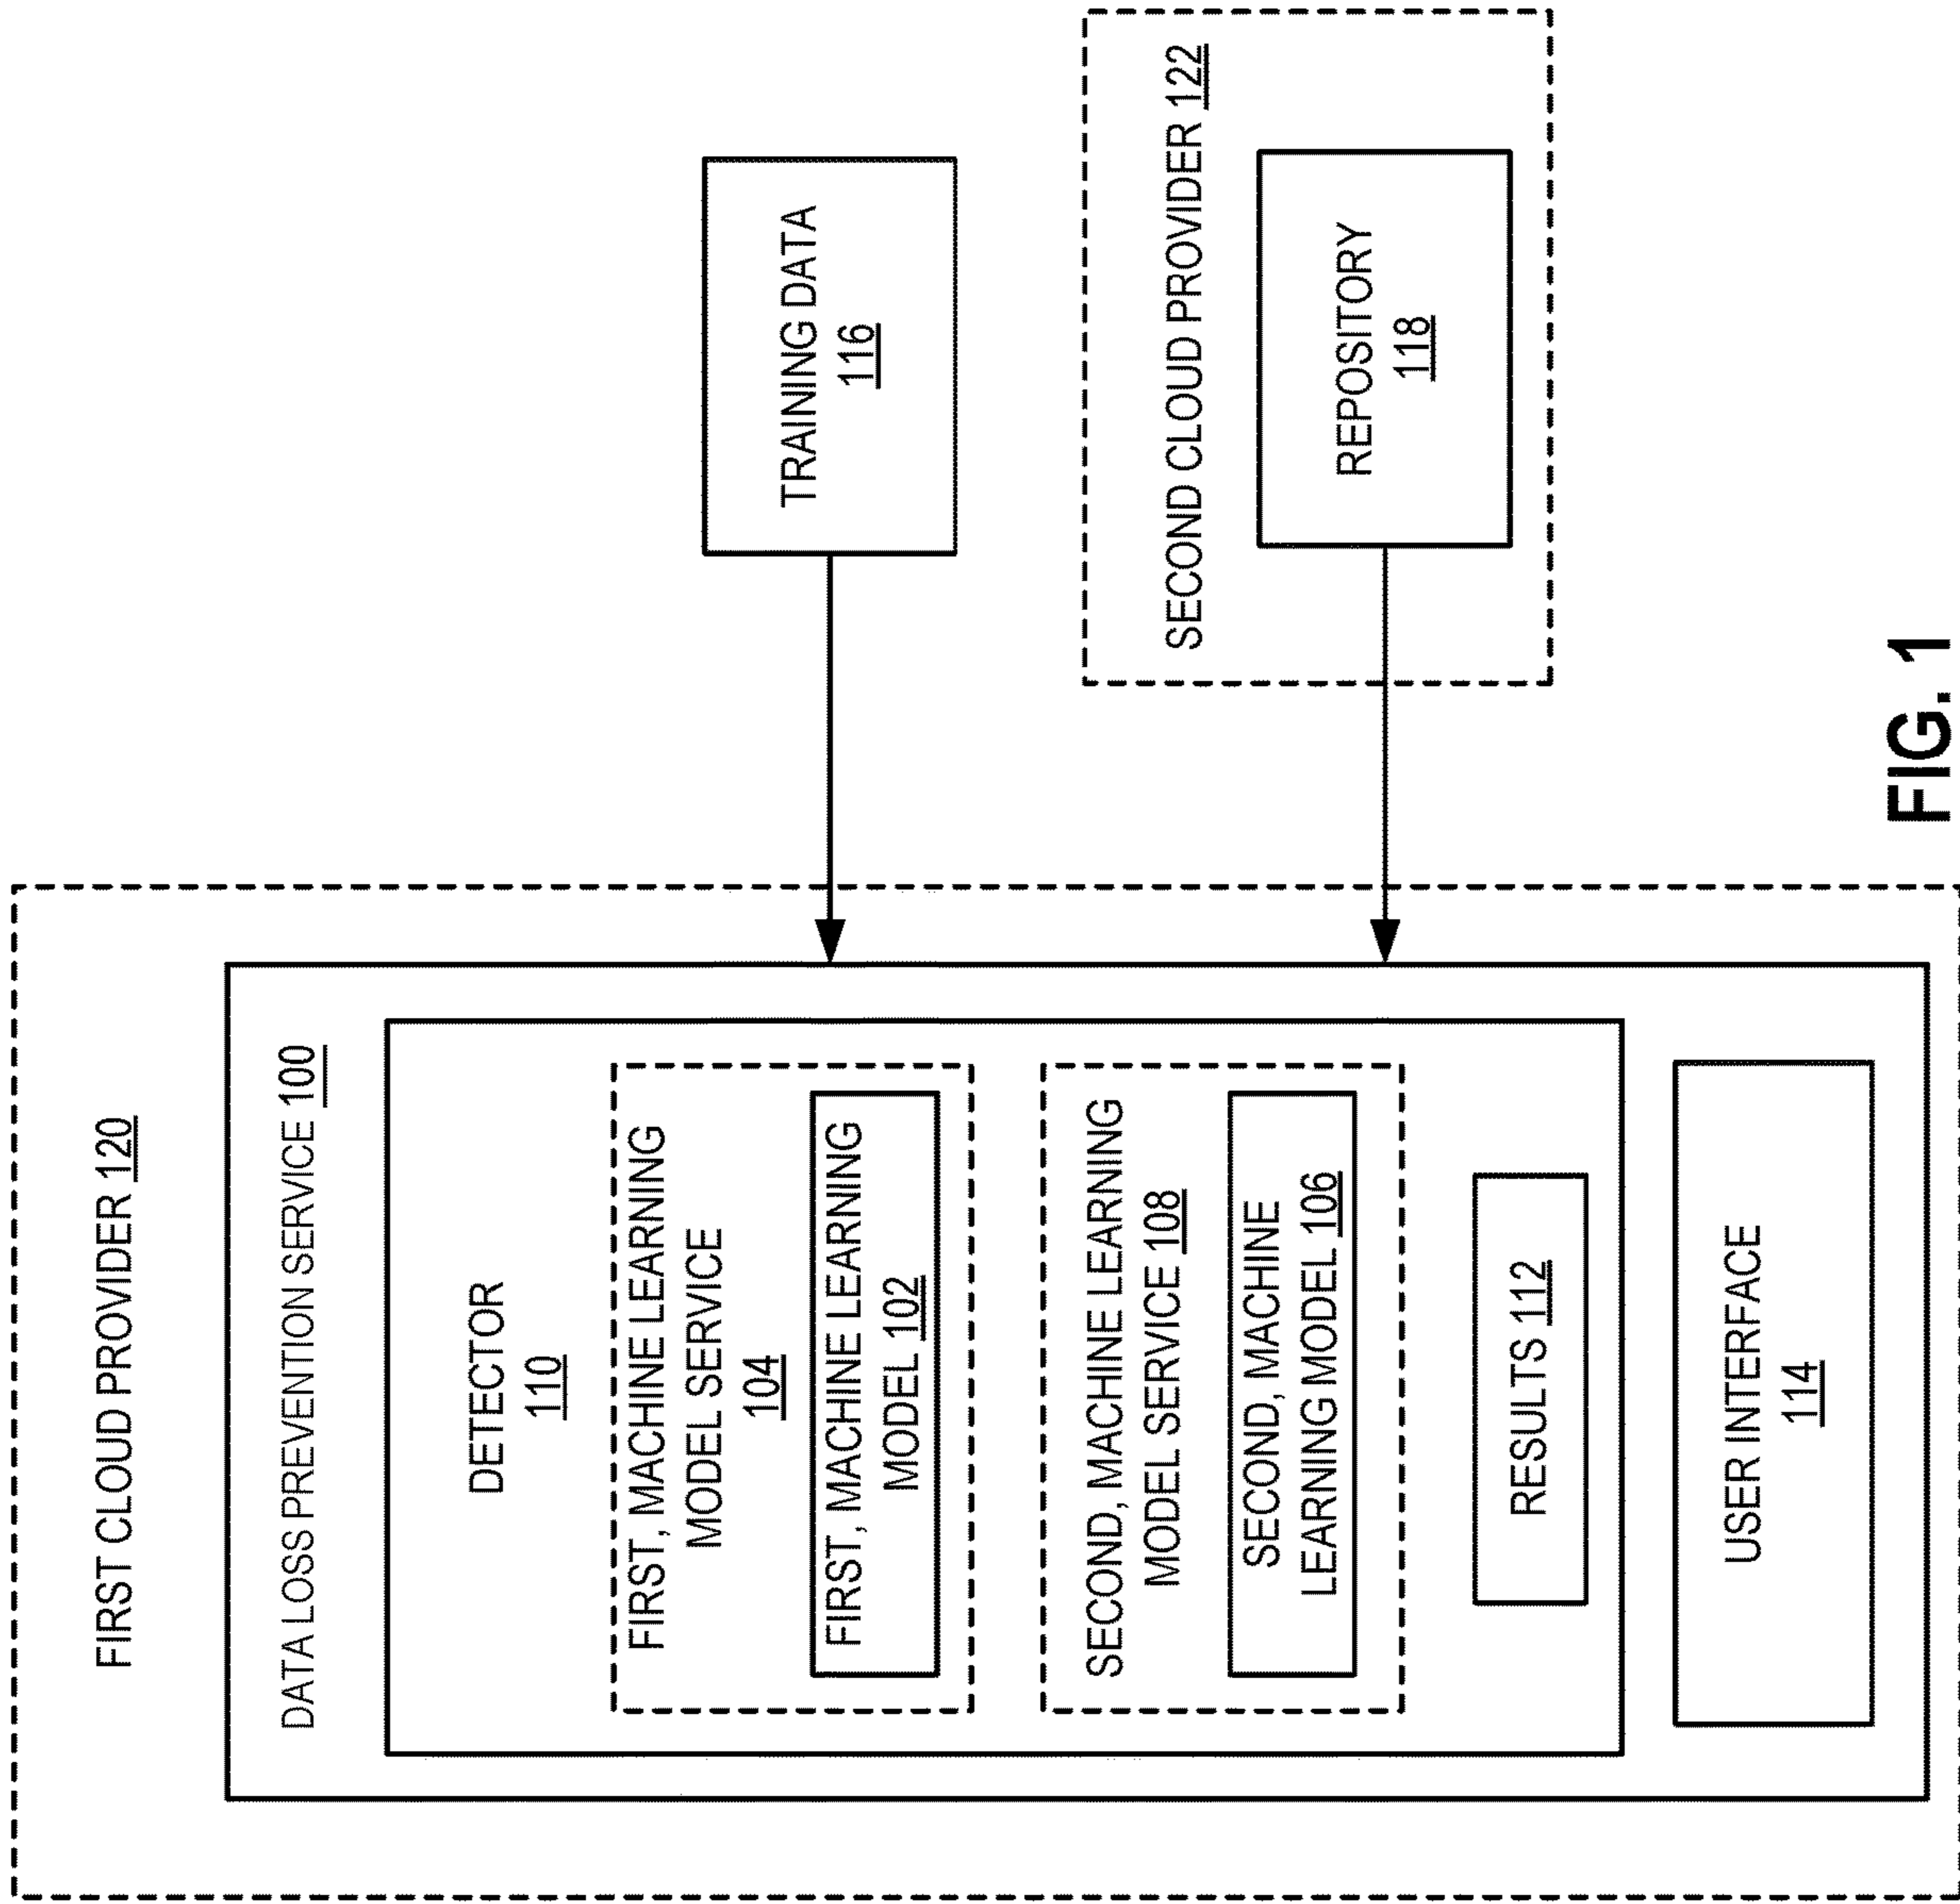 FIRST CLOUD PROVIDER 120
DATA LOSS PREVENTION SERVICE 100
DETECTOR
110
FIRST, MACHINE LEARNING
MODEL SERVICE
104
FIRST, MACHINE LEARNING
MODEL 102
SECOND, MACHINE LEARNING
MODEL SERVICE 108
SECOND, MACHINE
LEARNING MODEL 106
RESULTS 112
USER INTERFACE
114
TRAINING DATA
116
SECOND CLOUD PROVIDER 122
REPOSITORY
118
FIG. 1